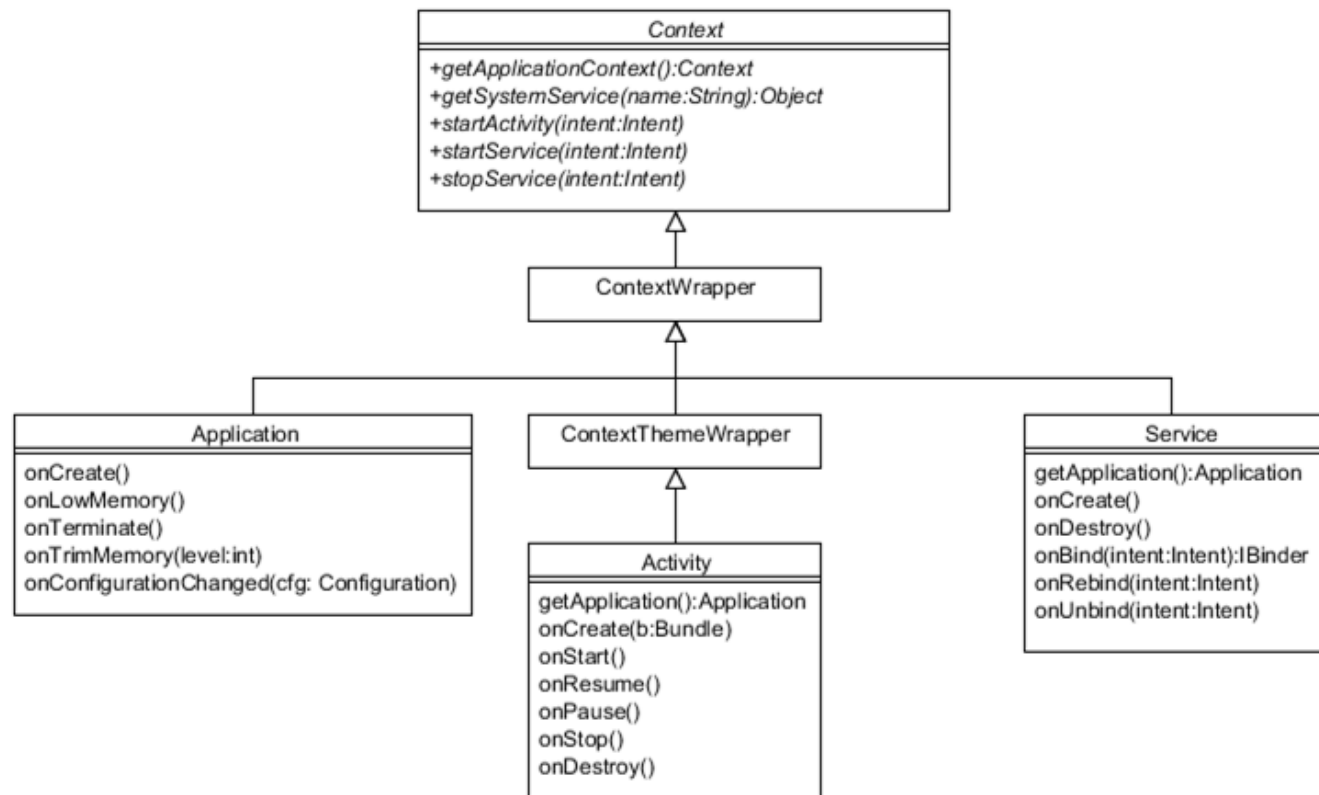 Context
+getApplicationContext():Context
+getSystemService(name:String):Object
+startActivity(intent:Intent)
+startService(intent:Intent)
+stopService(intent:Intent)
ContextWrapper
Application
onCreate()
onLowMemory()
onTerminate()
onTrimMemory(level:int)
onConfigurationChanged(cfg: Configuration)
ContextThemeWrapper
Activity
getApplication():Application
onCreate(b:Bundle)
onStart()
onResume()
onPause()
onStop()
onDestroy()
Service
getApplication():Application
onCreate()
onDestroy()
onBind(intent:Intent):IBinder
onRebind(intent:Intent)
onUnbind(intent:Intent)